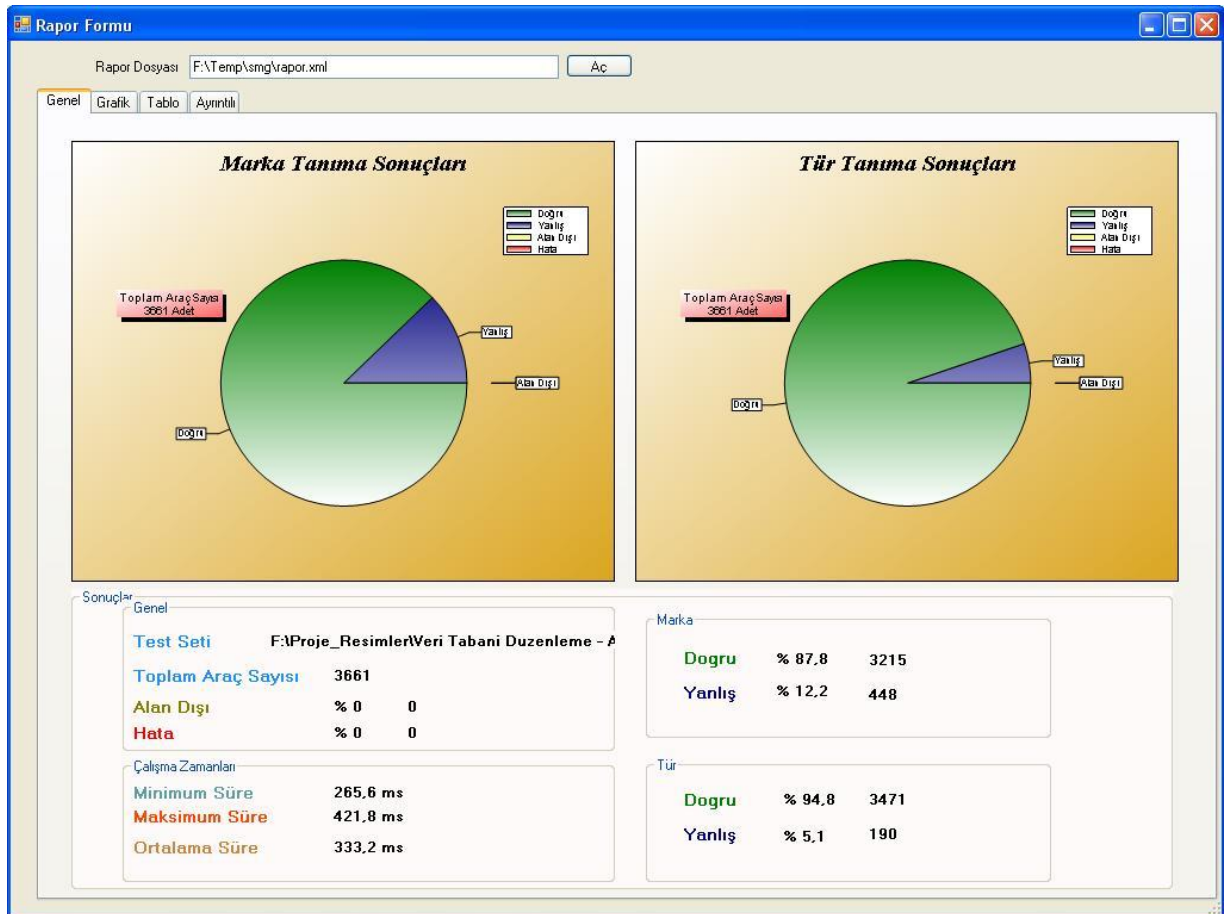 Rapor Formu
Rapor Dosyası F:\Temp\smg\rapor.xml Aç
Genel Grafik Tablo Ayrıntılı
Marka Tanıma Sonuçları
Doğru
Yanlış
Alan Dışı
Hata
Toplam Araç Sayısı
3661 Adet
Yanlış
Alan Dışı
Doğru
Tür Tanıma Sonuçları
Doğru
Yanlış
Alan Dışı
Hata
Toplam Araç Sayısı
3661 Adet
Yanlış
Alan Dışı
Doğru
Sonuçlar
Genel
Test Seti F:\Proje_Resimler\Veri Tabani Duzenleme - A
Toplam Araç Sayısı 3661
Alan Dışı % 0 0
Hata % 0 0
Çalışma Zamanları
Minimum Süre 265,6 ms
Maksimum Süre 421,8 ms
Ortalama Süre 333,2 ms
Marka
Dogru % 87,8 3215
Yanlış % 12,2 448
Tür
Dogru % 94,8 3471
Yanlış % 5,1 190